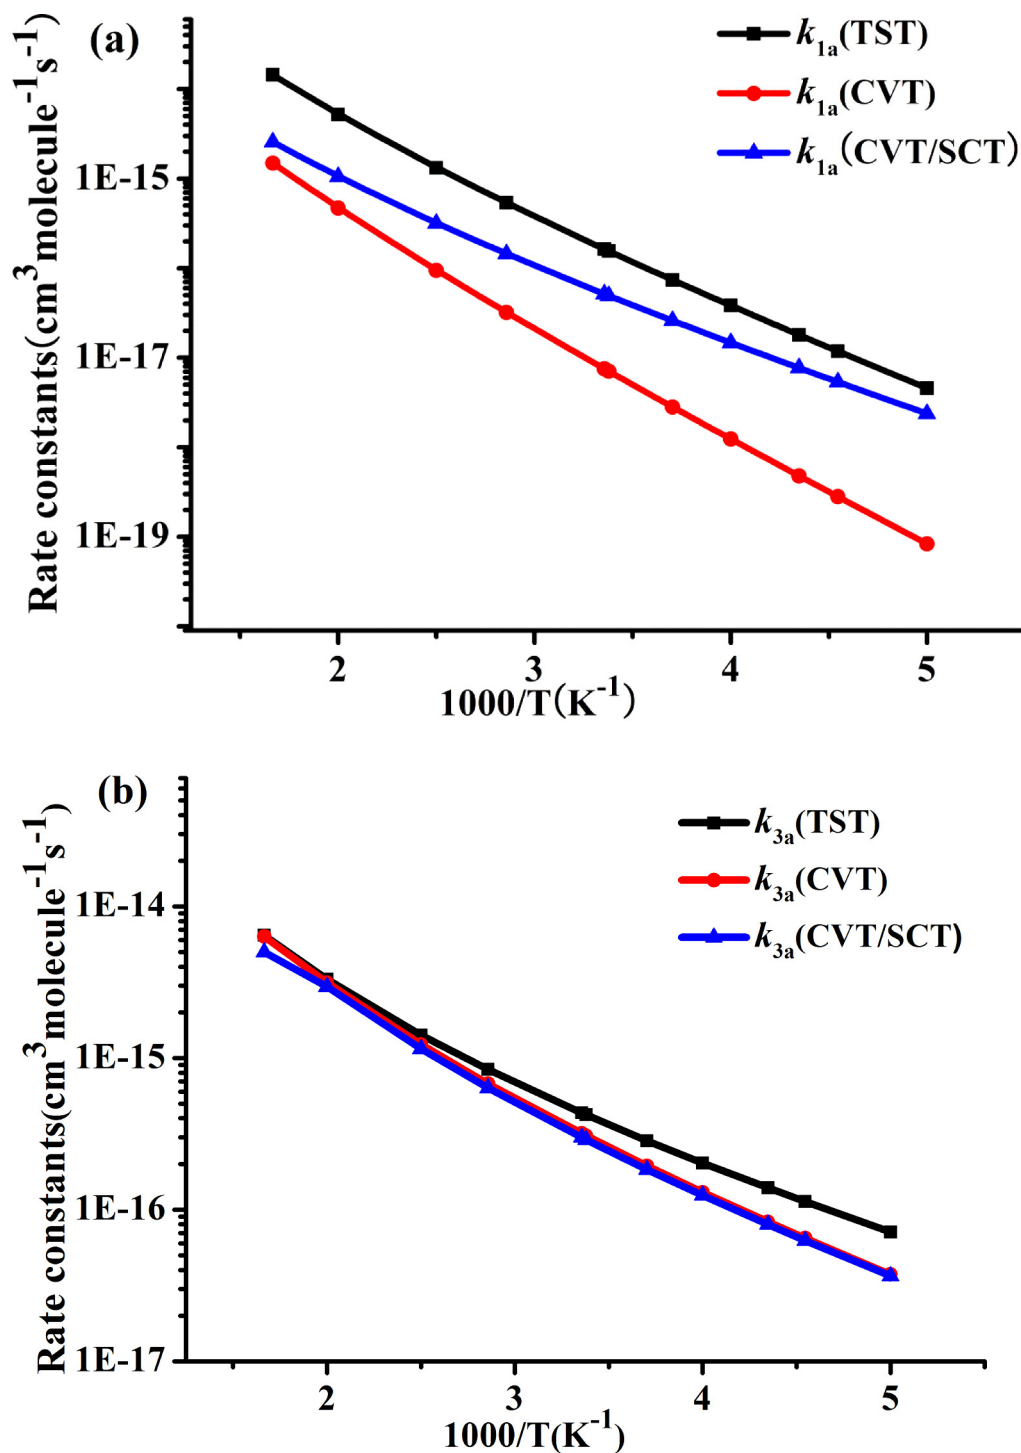 (a)
k1a(TST)
k1a(CVT)
k1a(CVT/SCT)
Rate constants(cm³molecule⁻¹s⁻¹)
1E-15
1E-17
1E-19
2 3 4 5
1000/T(K⁻¹)
(b)
k3a(TST)
k3a(CVT)
k3a(CVT/SCT)
Rate constants(cm³molecule⁻¹s⁻¹)
1E-14
1E-15
1E-16
1E-17
2 3 4 5
1000/T(K⁻¹)